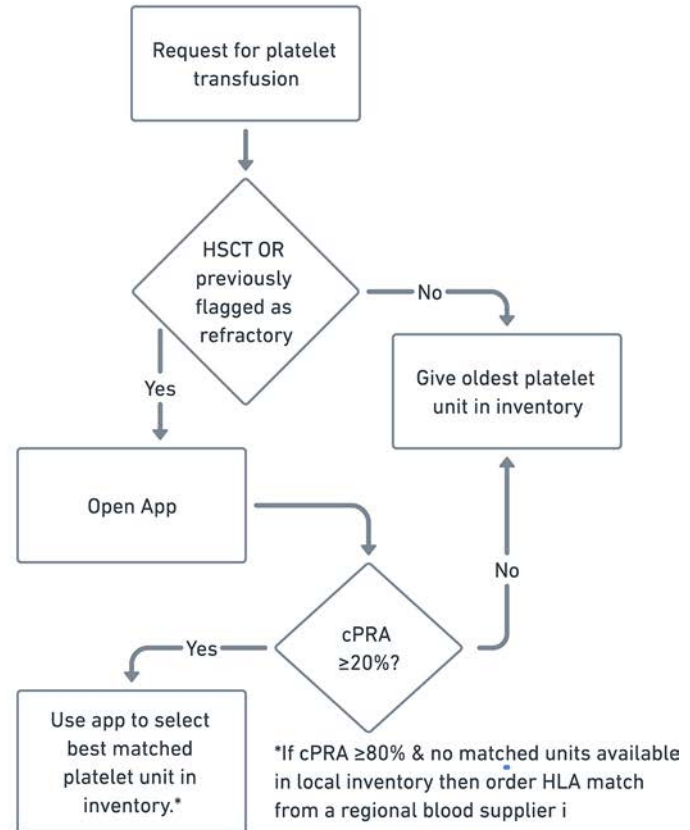 Request for platelet
transfusion
HSCT OR
previously
flagged as
refractory
No
Give oldest platelet
unit in inventory
Yes
Open App
No
cPRA
≥20%?
Yes
Use app to select
best matched
platelet unit in
inventory.*
*If cPRA ≥80% & no matched units available
in local inventory then order HLA match
from a regional blood supplier i